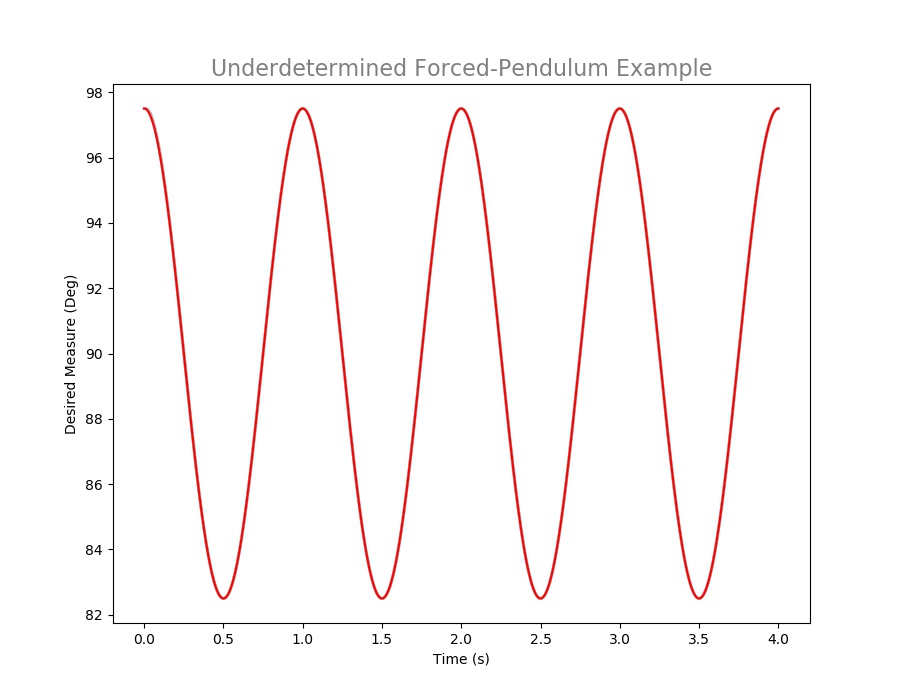 Underdetermined Forced-Pendulum Example
98
96
94
92
90
88
86
84
82
Desired Measure (Deg)
0.0 0.5 1.0 1.5 2.0 2.5 3.0 3.5 4.0
Time (s)